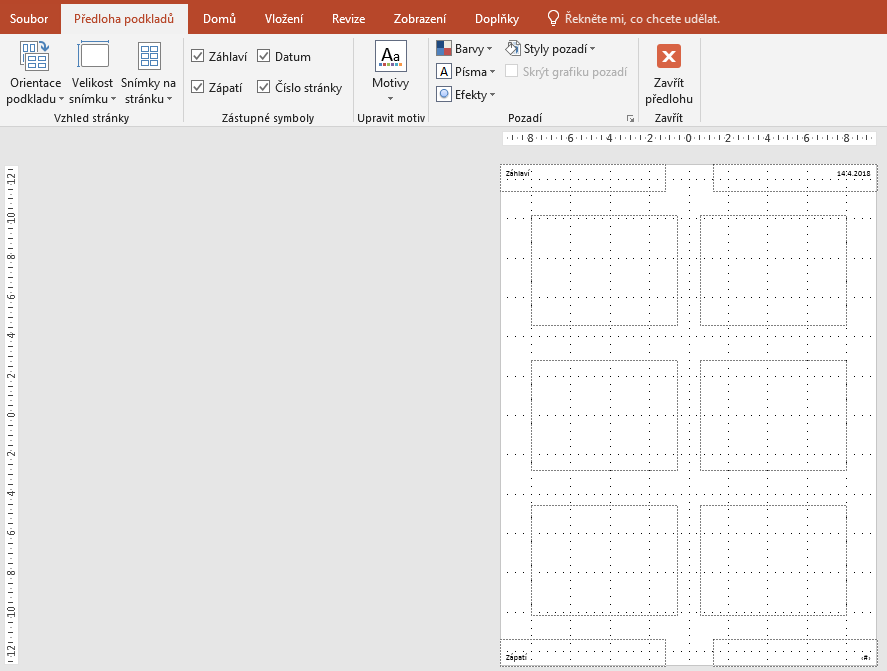 Soubor Předloha podkladů Domů Vložení Revize Zobrazení Doplňky Řekněte mi, co chcete udělat.
Orientace podkladu
Velikost snímku
Snímky na stránku
Vzhled stránky
Záhlaví Datum
Zápatí Číslo stránky
Zástupné symboly
Aa
Motivy
Upravit motiv
Barvy Styly pozadí
A Písma Skrýt grafiku pozadí
Efekty
Pozadí
Zavřít předlohu
Zavřít
8 6 4 2 0 2 4 6 8
12
10
8
6
4
2
0
2
4
6
8
10
12
Záhlaví 14.4.2018
Zápatí ‹#›